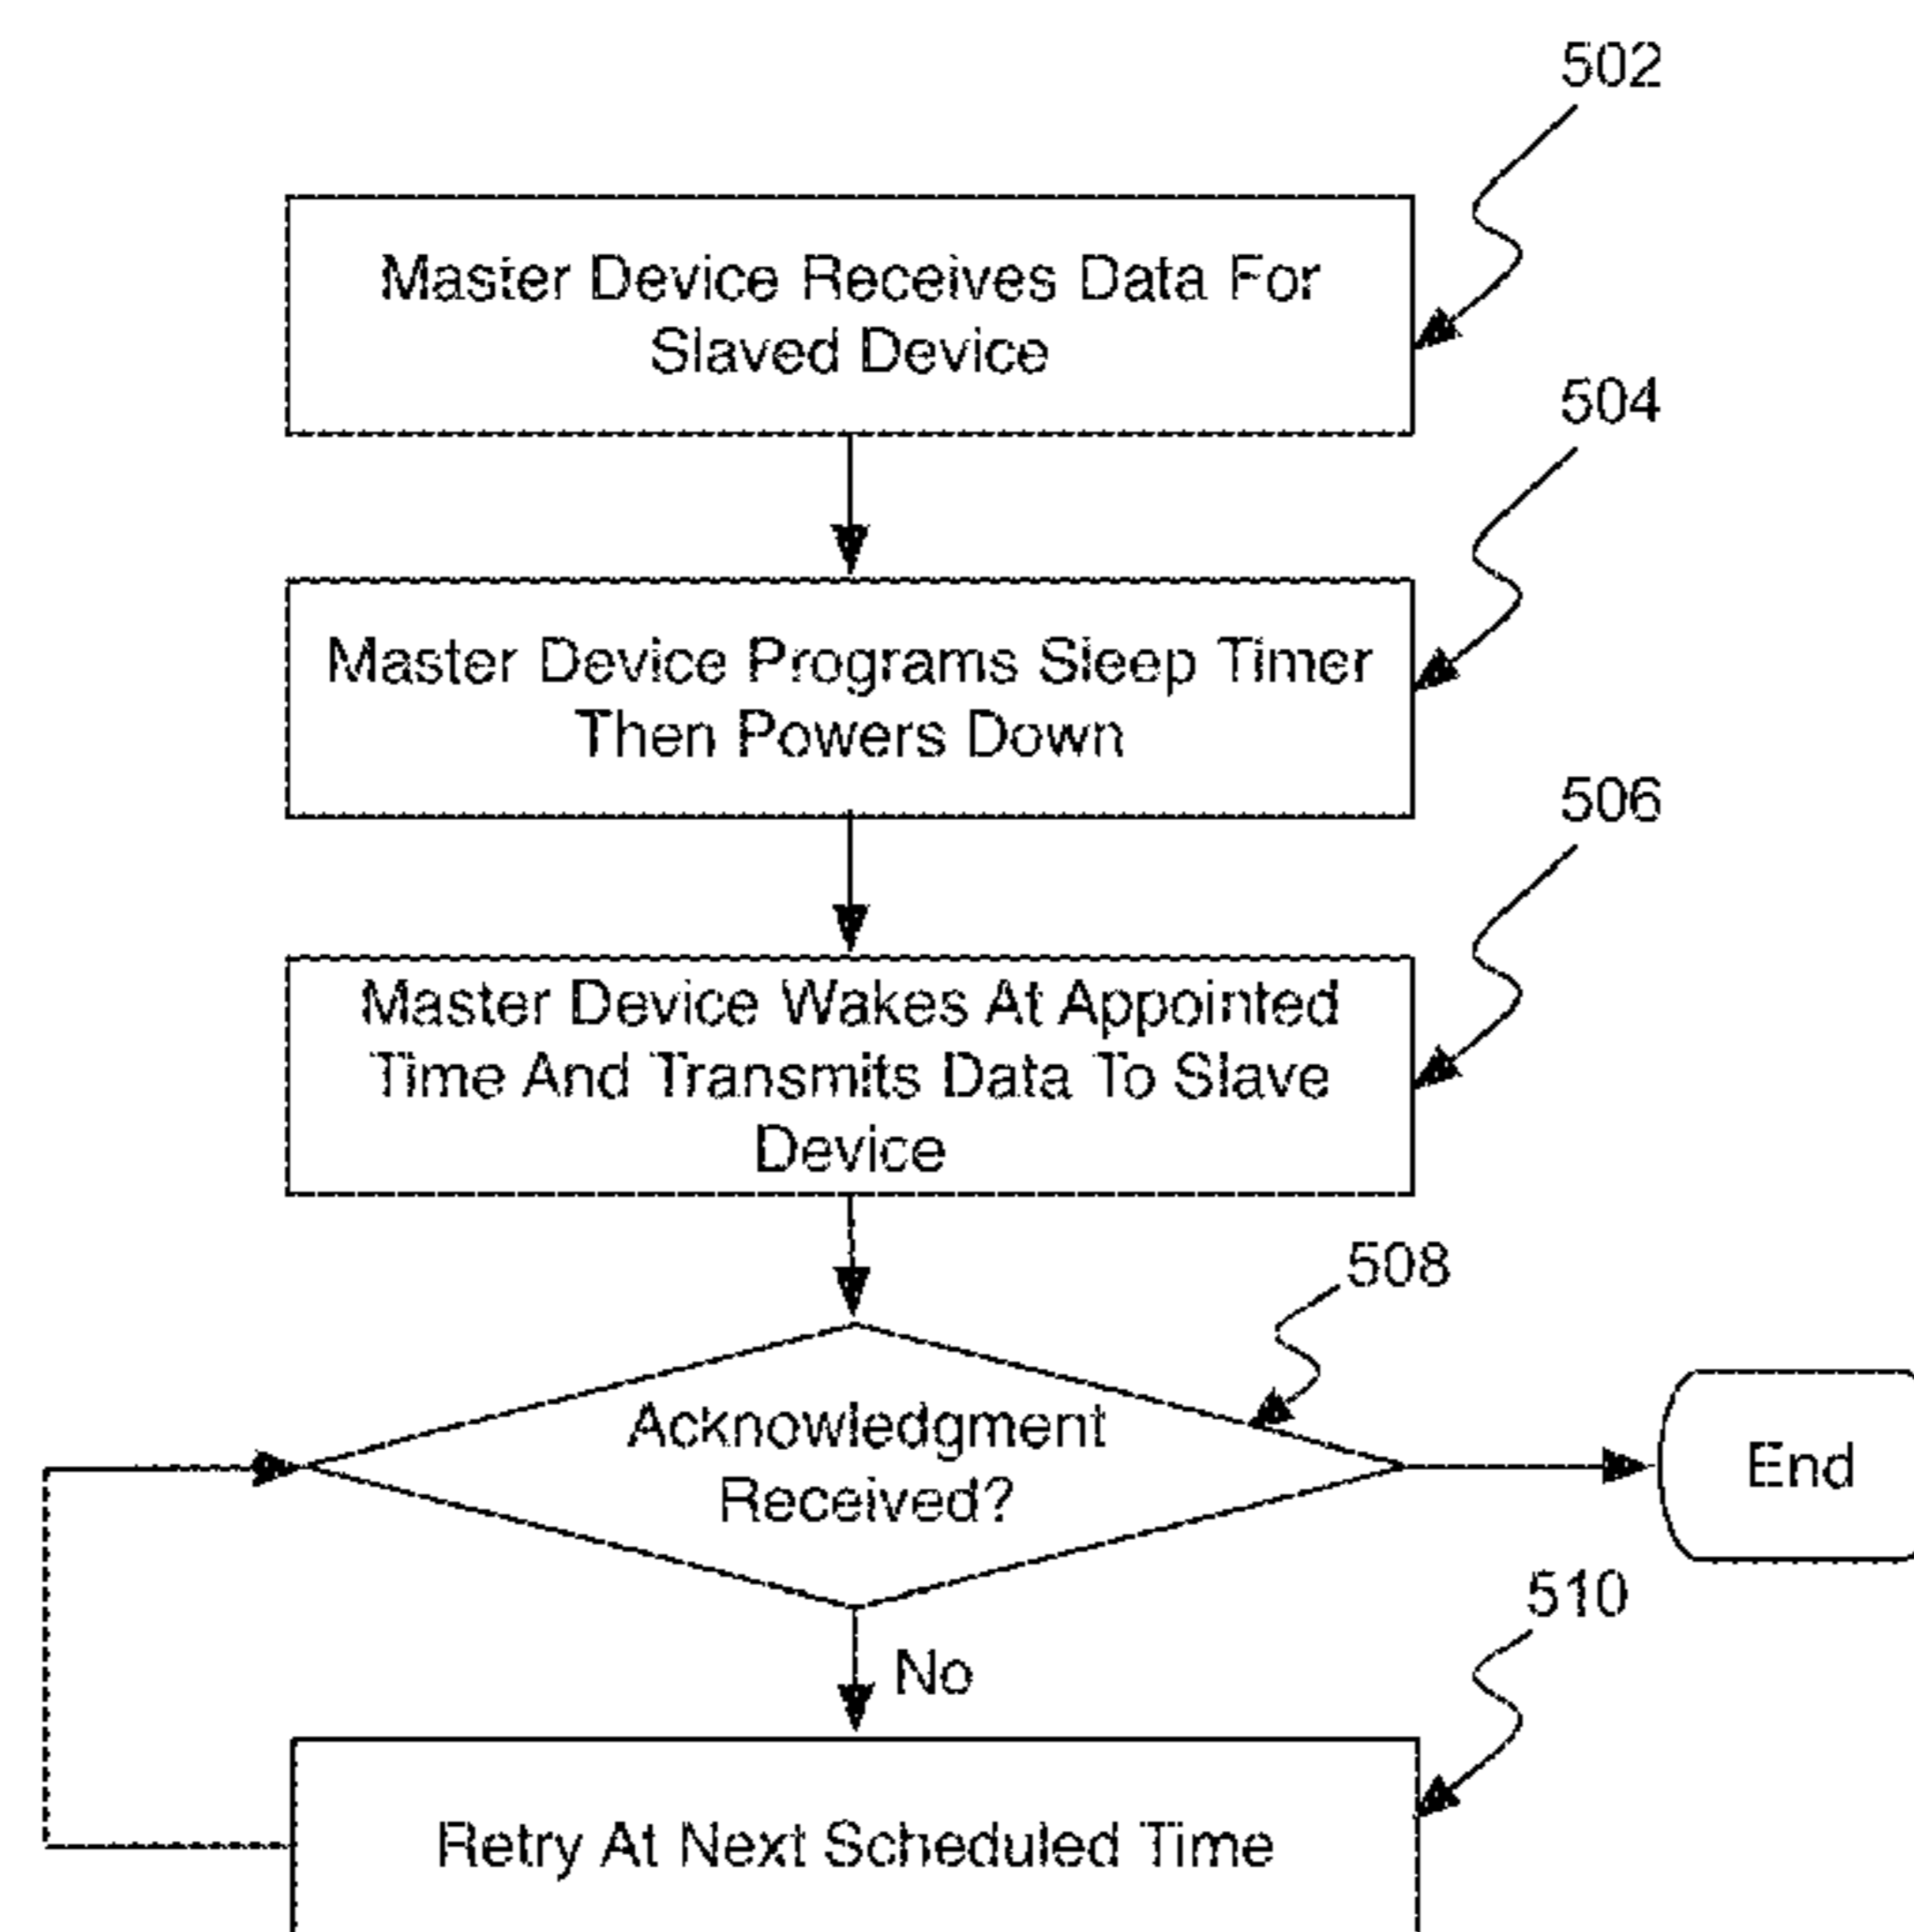 502
Master Device Receives Data For
Slaved Device
504
Master Device Programs Sleep Timer
Then Powers Down
506
Master Device Wakes At Appointed
Time And Transmits Data To Slave
Device
508
Acknowledgment
Received?
End
No
510
Retry At Next Scheduled Time